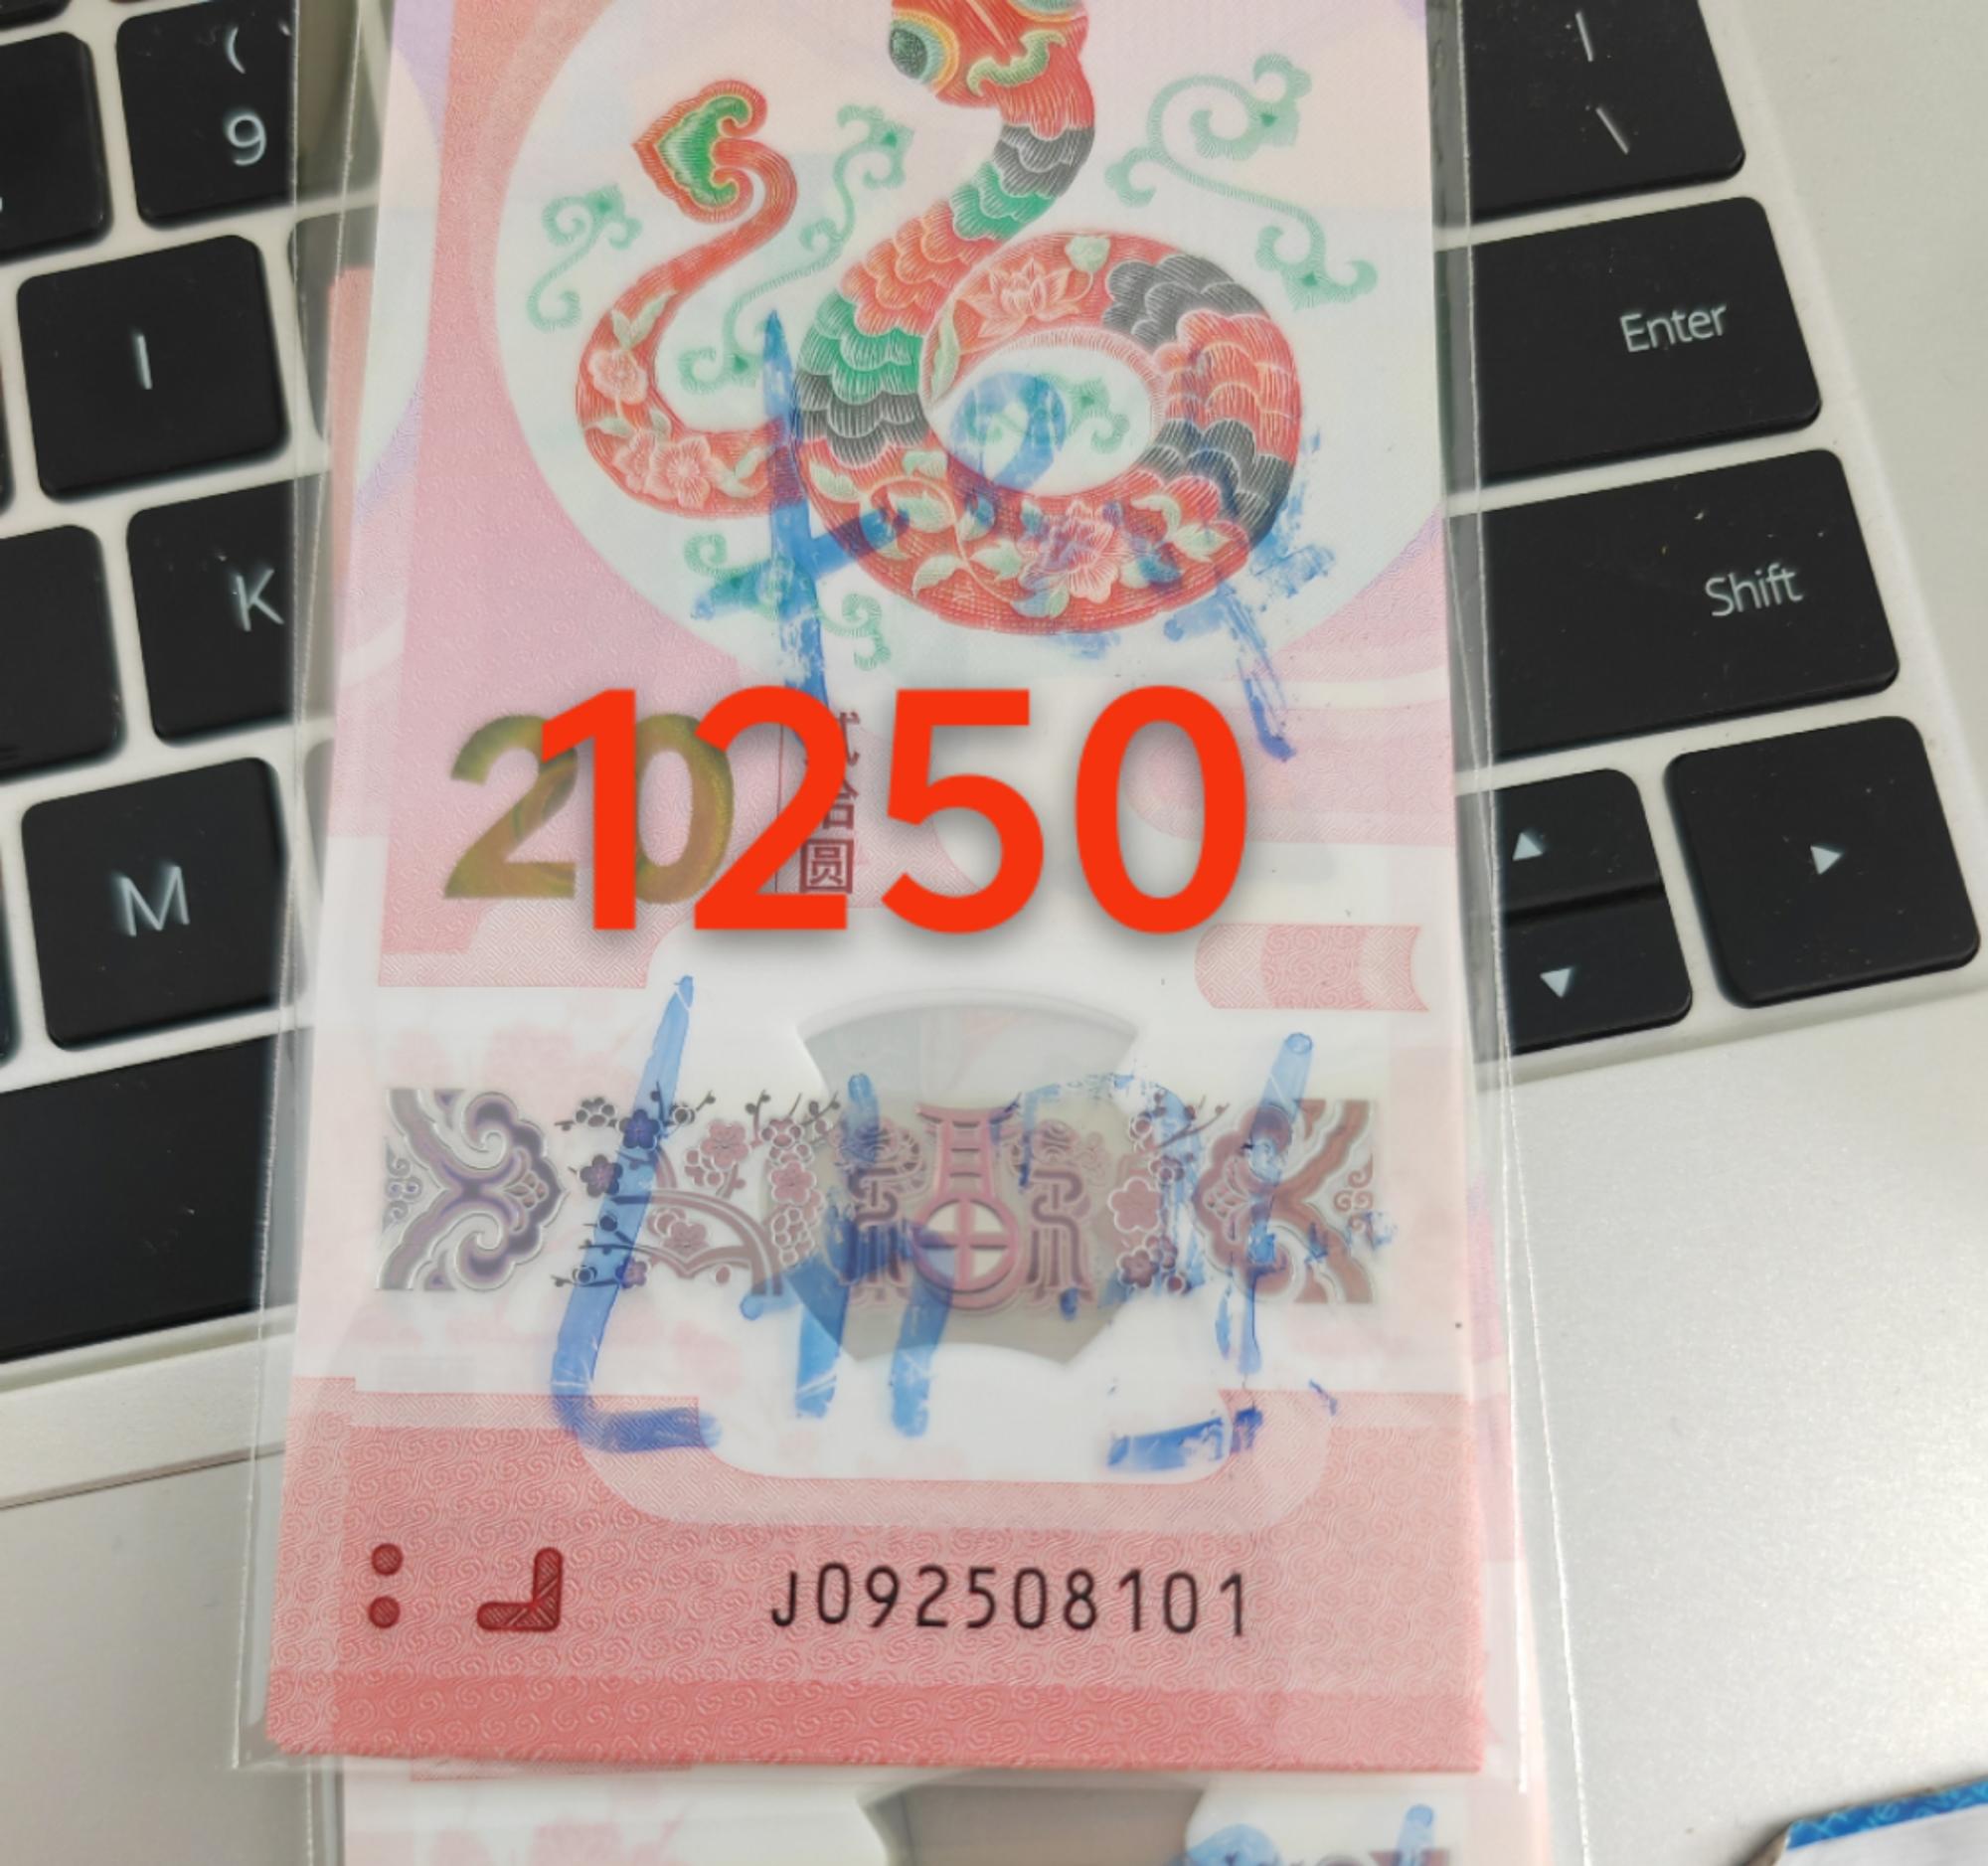 (
9
|
\
I
Enter
K
Shift
1250
20
贰拾圆
M
J092508101